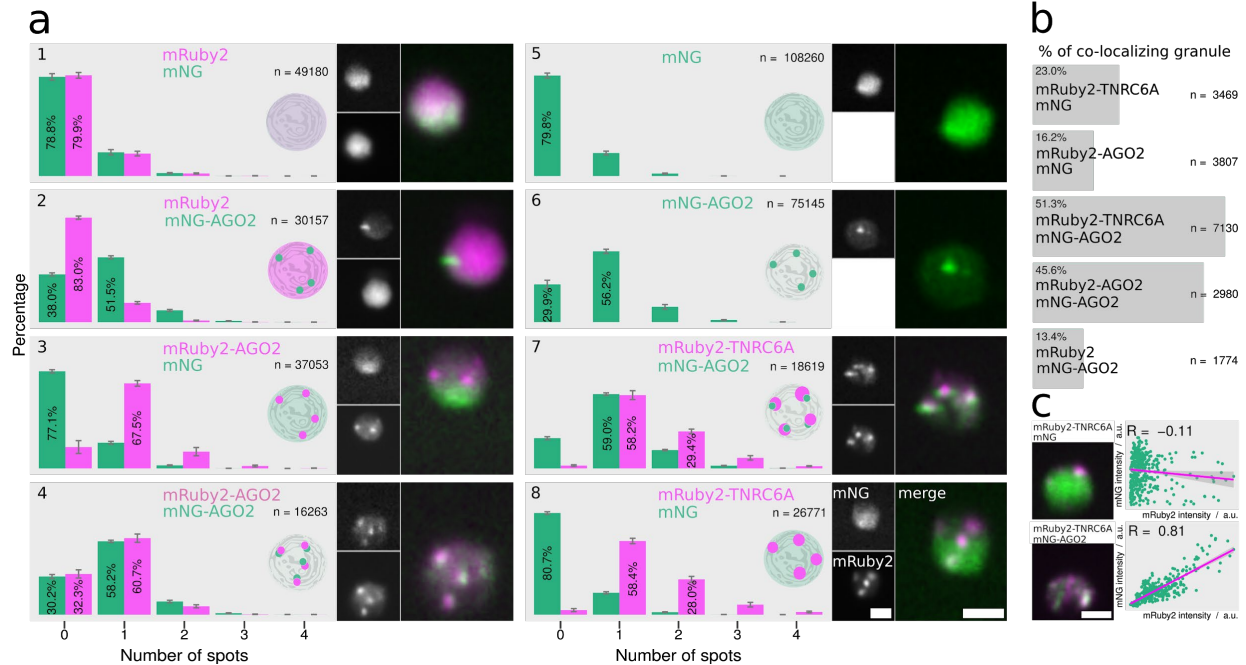 a
Percentage
1
mRuby2
mNG
n = 49180
78.8%
79.9%
2
mRuby2
mNG-AGO2
n = 30157
38.0%
83.0%
51.5%
3
mRuby2-AGO2
mNG
n = 37053
77.1%
67.5%
4
mRuby2-AGO2
mNG-AGO2
n = 16263
30.2%
32.3%
58.2%
60.7%
0 1 2 3 4
Number of spots
5
mNG
n = 108260
79.8%
6
mNG-AGO2
n = 75145
29.9%
56.2%
7
mRuby2-TNRC6A
mNG-AGO2
n = 18619
59.0%
58.2%
29.4%
8
mRuby2-TNRC6A
mNG
n = 26771
80.7%
58.4%
28.0%
mNG
merge
mRuby2
0 1 2 3 4
Number of spots
b
% of co-localizing granule
23.0%
mRuby2-TNRC6A
mNG
n = 3469
16.2%
mRuby2-AGO2
mNG
n = 3807
51.3%
mRuby2-TNRC6A
mNG-AGO2
n = 7130
45.6%
mRuby2-AGO2
mNG-AGO2
n = 2980
13.4%
mRuby2
mNG-AGO2
n = 1774
c
mRuby2-TNRC6A
mNG
R = −0.11
mNG intensity / a.u.
mRuby2 intensity / a.u.
mRuby2-TNRC6A
mNG-AGO2
R = 0.81
mNG intensity / a.u.
mRuby2 intensity / a.u.